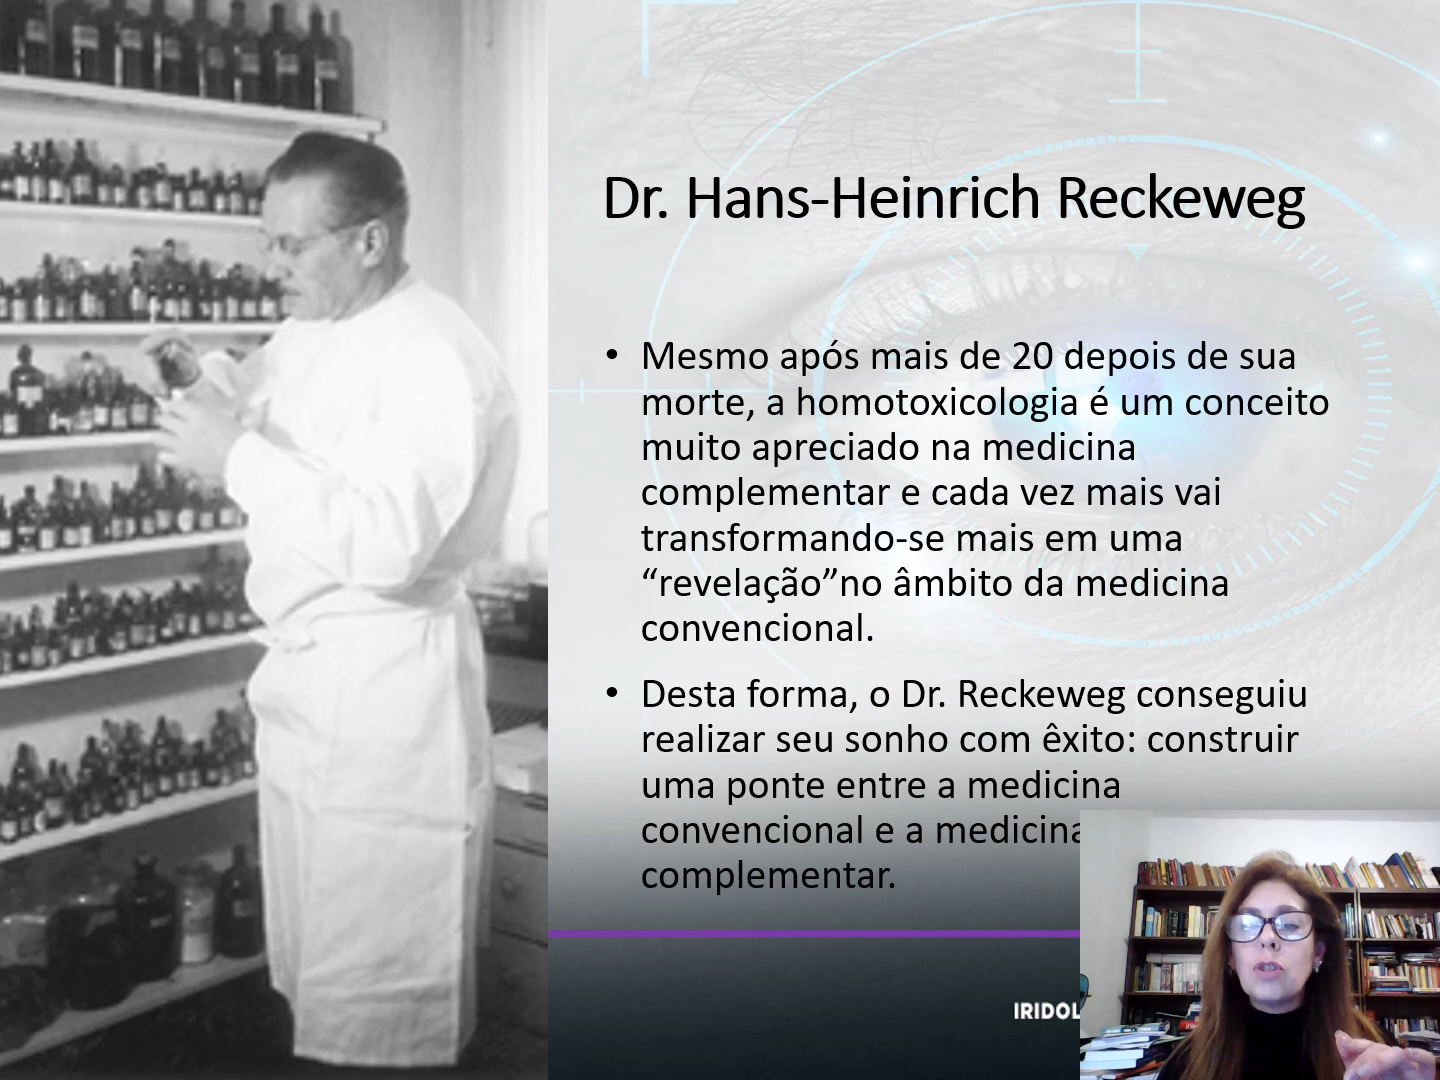 Dr. Hans-Heinrich Reckeweg
• Mesmo após mais de 20 depois de sua
morte, a homotoxicologia é um conceito
muito apreciado na medicina
complementar e cada vez mais vai
transformando-se mais em uma
“revelação”no âmbito da medicina
convencional.
• Desta forma, o Dr. Reckeweg conseguiu
realizar seu sonho com êxito: construir
uma ponte entre a medicina
convencional e a medicina
complementar.
IRIDOL